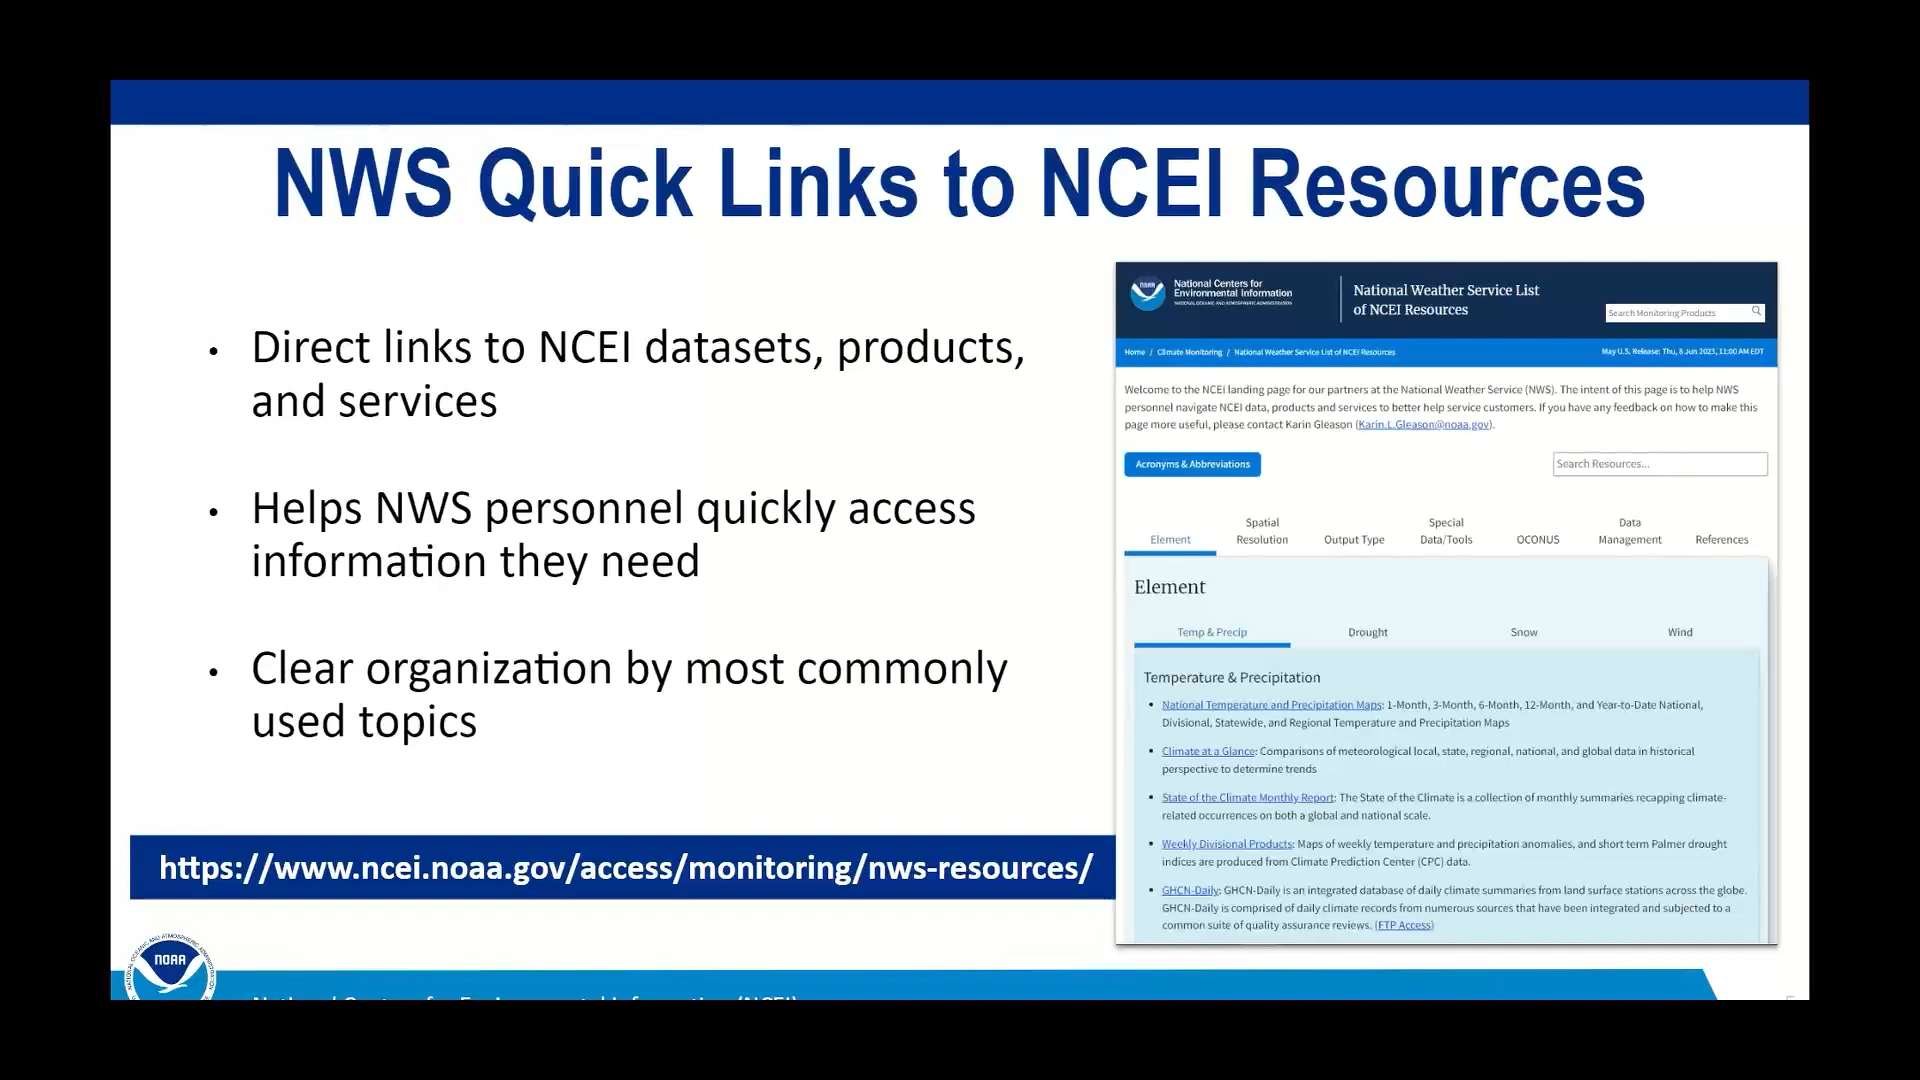 NWS Quick Links to NCEI Resources
• Direct links to NCEI datasets, products,
and services
• Helps NWS personnel quickly access
information they need
• Clear organization by most commonly
used topics
https://www.ncei.noaa.gov/access/monitoring/nws-resources/
NOAA
National Centers for
Environmental Information
NATIONAL OCEANIC AND ATMOSPHERIC ADMINISTRATION
National Weather Service List
of NCEI Resources
Search Monitoring Products
Home / Climate Monitoring / National Weather Service List of NCEI Resources
May U.S. Release: Thu, 8 Jun 2023, 11:00 AM EDT
Welcome to the NCEI landing page for our partners at the National Weather Service (NWS). The intent of this page is to help NWS
personnel navigate NCEI data, products and services to better help service customers. If you have any feedback on how to make this
page more useful, please contact Karin Gleason (Karin.L.Gleason@noaa.gov).
Acronyms & Abbreviations
Search Resources...
Element
Spatial
Resolution
Output Type
Special
Data/Tools
OCONUS
Data
Management
References
Element
Temp & Precip
Drought
Snow
Wind
Temperature & Precipitation
• National Temperature and Precipitation Maps: 1-Month, 3-Month, 6-Month, 12-Month, and Year-to-Date National,
Divisional, Statewide, and Regional Temperature and Precipitation Maps
• Climate at a Glance: Comparisons of meteorological local, state, regional, national, and global data in historical
perspective to determine trends
• State of the Climate Monthly Report: The State of the Climate is a collection of monthly summaries recapping climate-
related occurrences on both a global and national scale.
• Weekly Divisional Products: Maps of weekly temperature and precipitation anomalies, and short term Palmer drought
indices are produced from Climate Prediction Center (CPC) data.
• GHCN-Daily: GHCN-Daily is an integrated database of daily climate summaries from land surface stations across the globe.
GHCN-Daily is comprised of daily climate records from numerous sources that have been integrated and subjected to a
common suite of quality assurance reviews. (FTP Access)
NOAA
National Centers for Environmental Information (NCEI)